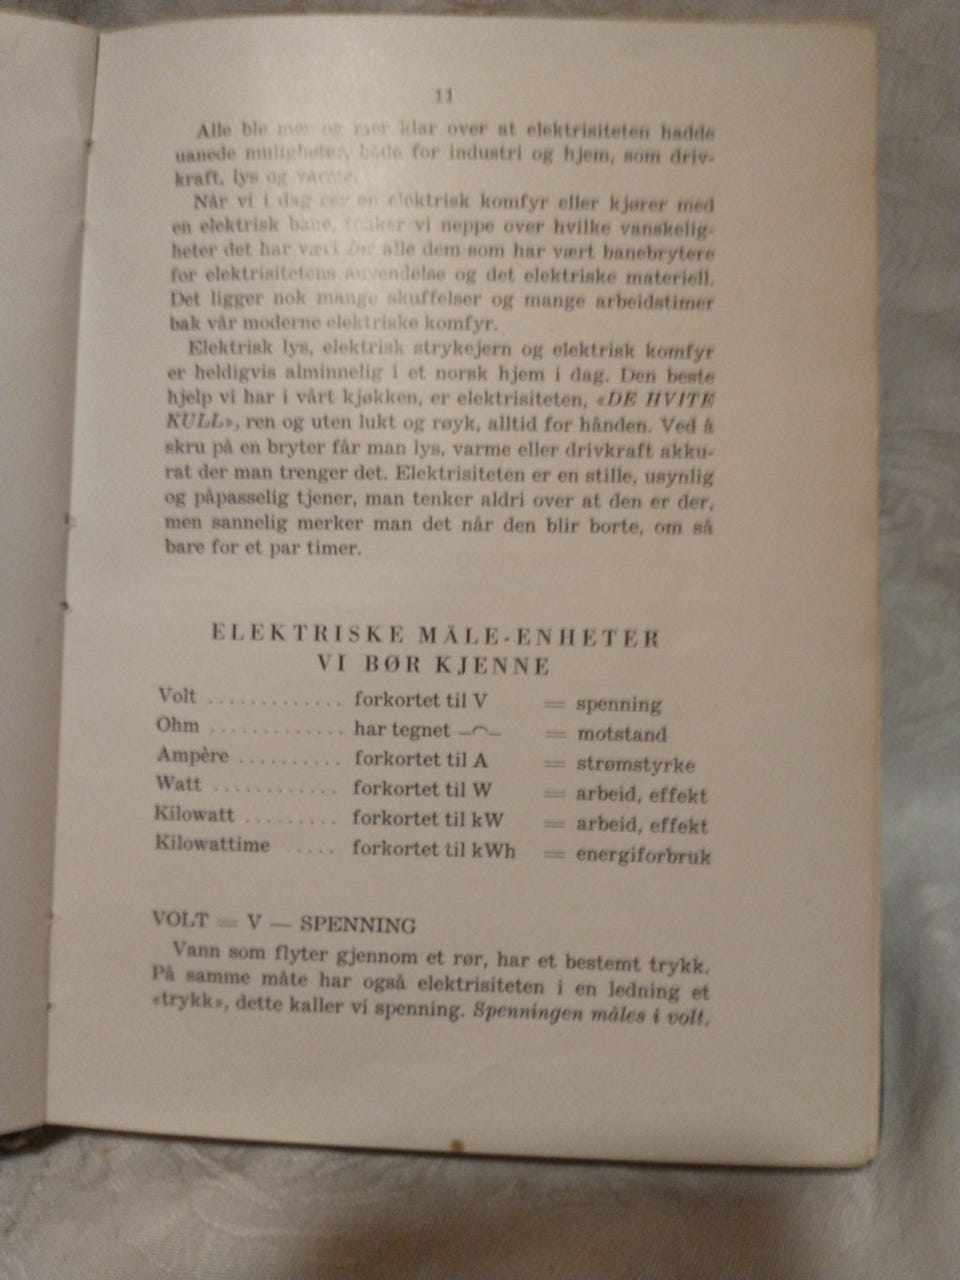 11
Alle ble mer og mer klar over at elektrisiteten hadde
uanede muligheter, både for industri og hjem, som driv-
kraft, lys og varme.
Når vi i dag en elektrisk komfyr eller kjører med
en elektrisk bane, tenker vi neppe over hvilke vanskelig-
heter det har vært for alle dem som har vært banebrytere
for elektrisitetens anvendelse og det elektriske materiell.
Det ligger nok mange skuffelser og mange arbeidstimer
bak vår moderne elektriske komfyr.
Elektrisk lys, elektrisk strykejern og elektrisk komfyr
er heldigvis alminnelig i et norsk hjem i dag. Den beste
hjelp vi har i vårt kjøkken, er elektrisiteten, «DE HVITE
KULL», ren og uten lukt og røyk, alltid for hånden. Ved å
skru på en bryter får man lys, varme eller drivkraft akku-
rat der man trenger det. Elektrisiteten er en stille, usynlig
og påpasselig tjener, man tenker aldri over at den er der,
men sannelig merker man det når den blir borte, om så
bare for et par timer.
ELEKTRISKE MÅLE-ENHETER
VI BØR KJENNE
Volt ............. forkortet til V = spenning
Ohm ............. har tegnet = motstand
Ampère .......... forkortet til A = strømstyrke
Watt ............ forkortet til W = arbeid, effekt
Kilowatt ......... forkortet til kW = arbeid, effekt
Kilowattime ..... forkortet til kWh = energiforbruk
VOLT = V — SPENNING
Vann som flyter gjennom et rør, har et bestemt trykk.
På samme måte har også elektrisiteten i en ledning et
«trykk», dette kaller vi spenning. Spenningen måles i volt.